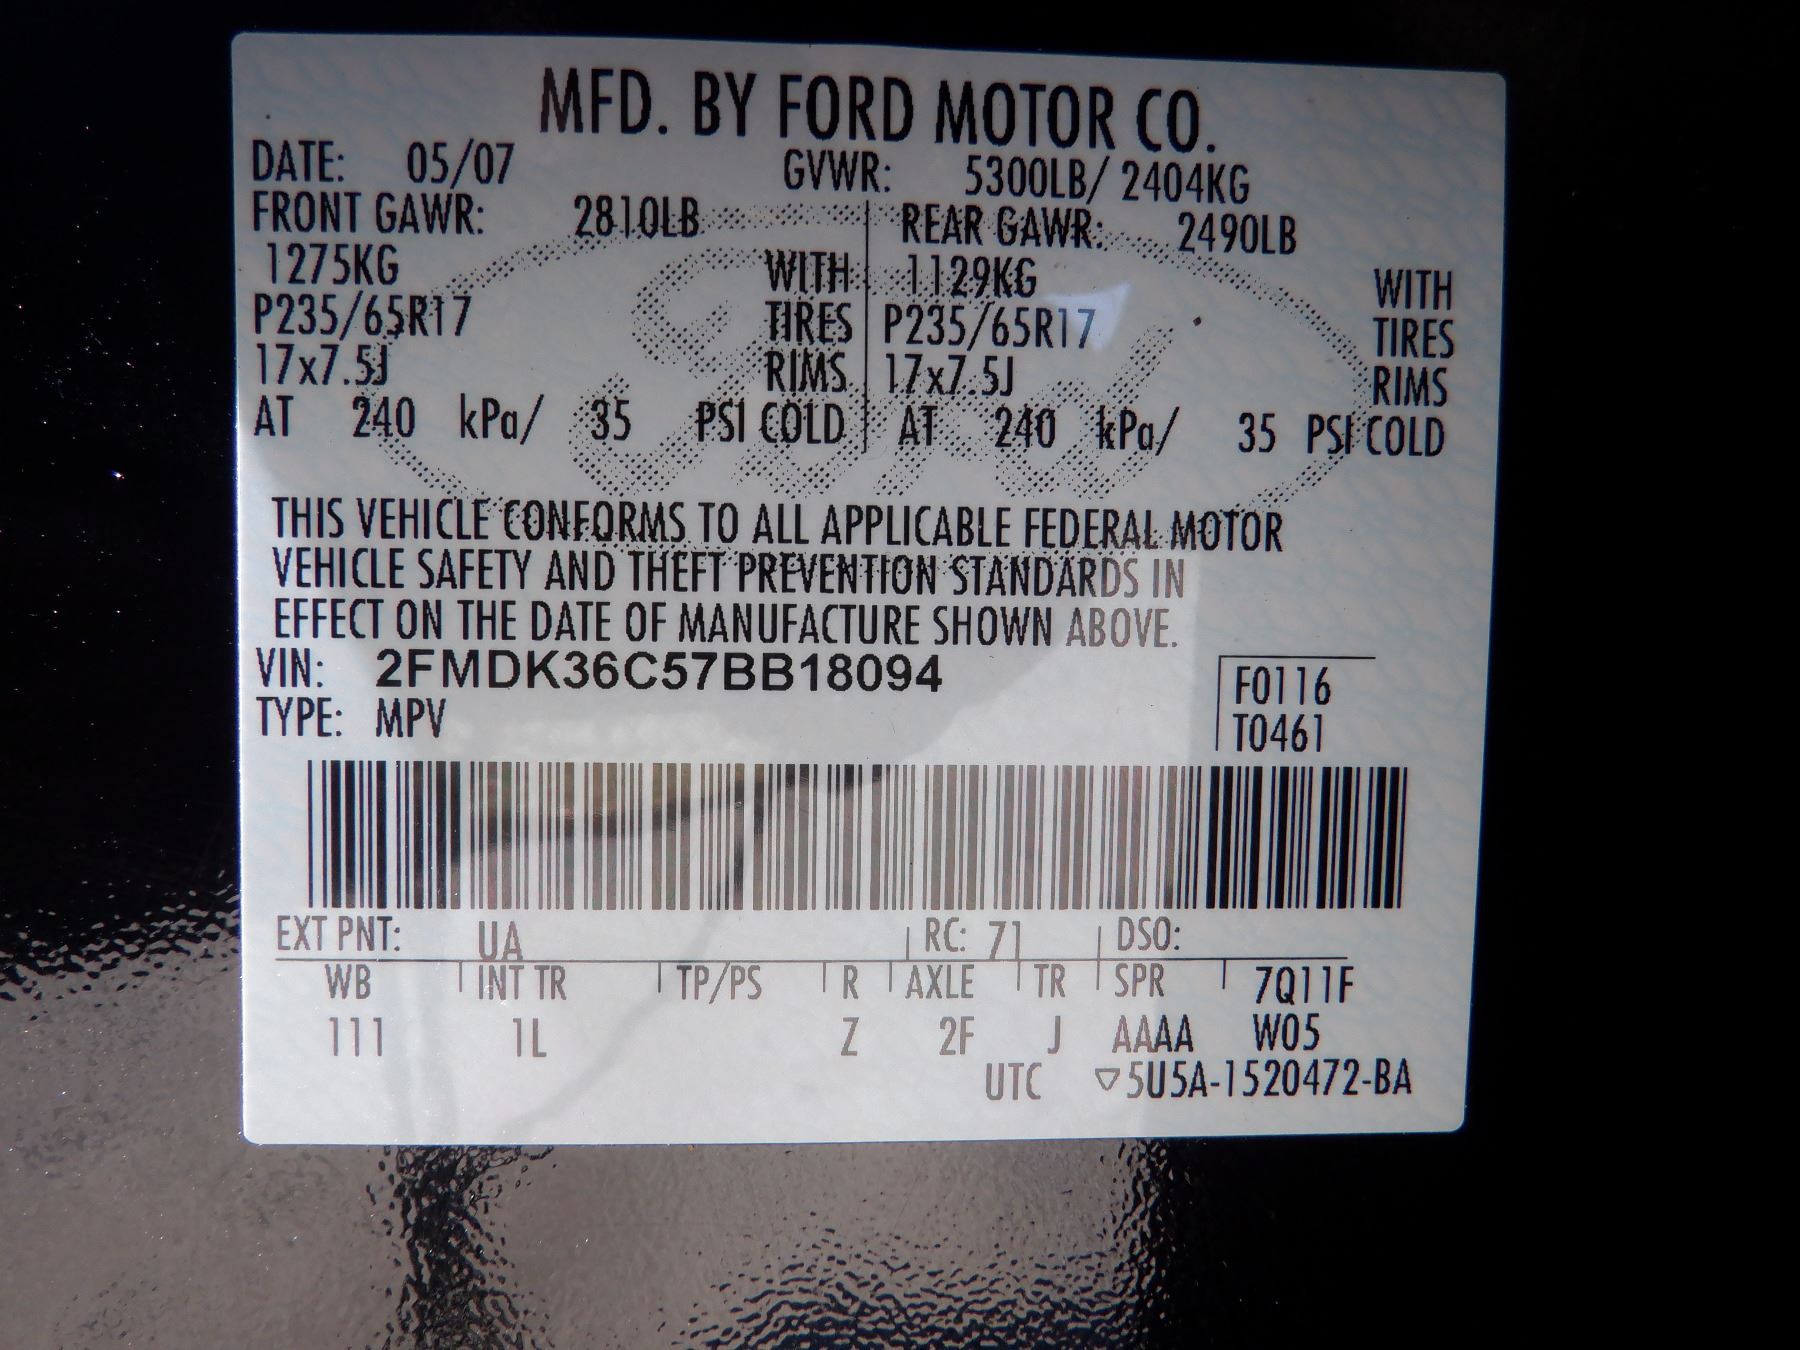 MFD. BY FORD MOTOR CO.
DATE: 05/07 GVWR: 5300LB/ 2404KG
FRONT GAWR: 2810LB REAR GAWR: 2490LB
1275KG WITH 1129KG WITH
P235/65R17 TIRES P235/65R17 TIRES
17x7.5J RIMS 17x7.5J RIMS
AT 240 kPa/ 35 PSI COLD AT 240 kPa/ 35 PSI COLD
Ford
THIS VEHICLE CONFORMS TO ALL APPLICABLE FEDERAL MOTOR
VEHICLE SAFETY AND THEFT PREVENTION STANDARDS IN
EFFECT ON THE DATE OF MANUFACTURE SHOWN ABOVE.
VIN: 2FMDK36C57BB18094 F0116
TYPE: MPV T0461
EXT PNT: UA RC: 71 DSO:
WB INT TR TP/PS R AXLE TR SPR 7Q11F
111 1L Z 2F J AAAA W05
UTC ▽5U5A-1520472-BA